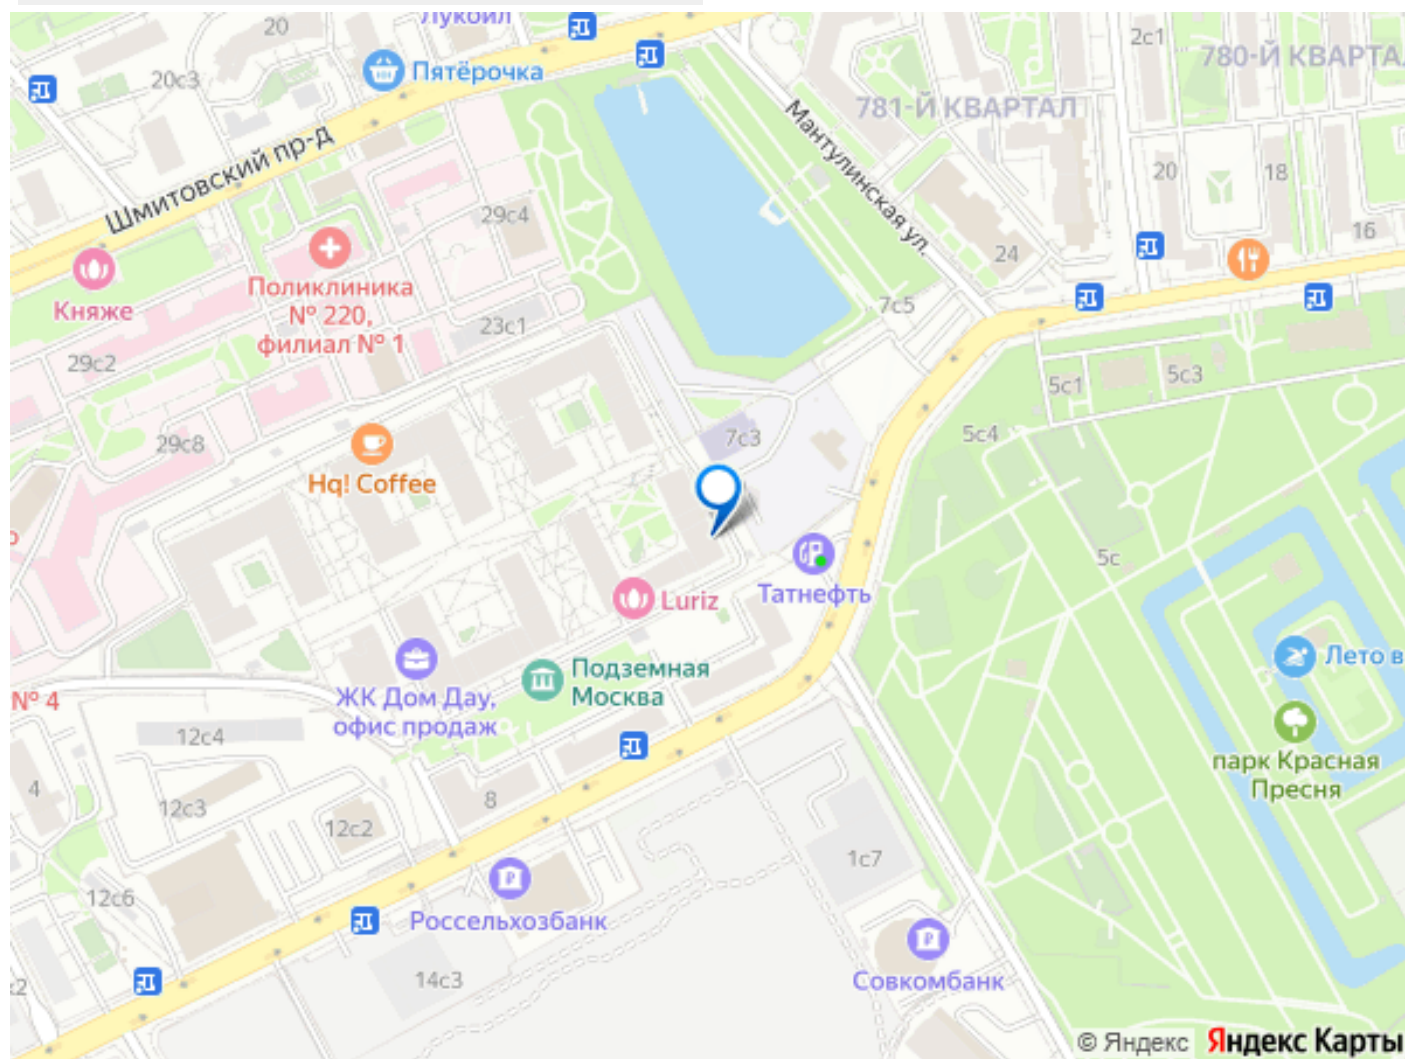 Лукойл
20
2с1
780-Й КВАРТА
Пятёрочка
20с3
781-Й КВАРТАЛ
Шмитовский пр-д
Мантулинская ул.
20
18
29с4
16
24
Поликлиника
№ 220,
филиал № 1
Княже
7с5
23с1
29с2
5с1
5с3
29с8
7с3
5с4
Hq! Coffee
5с
Татнефть
Luriz
Подземная
Москва
Лето в
№ 4
ЖК Дом Дау,
офис продаж
12с4
парк Красная
Пресня
4
12с3
8
12с2
1с7
12с6
Россельхозбанк
14с3
Совкомбанк
© Яндекс Яндекс Карты